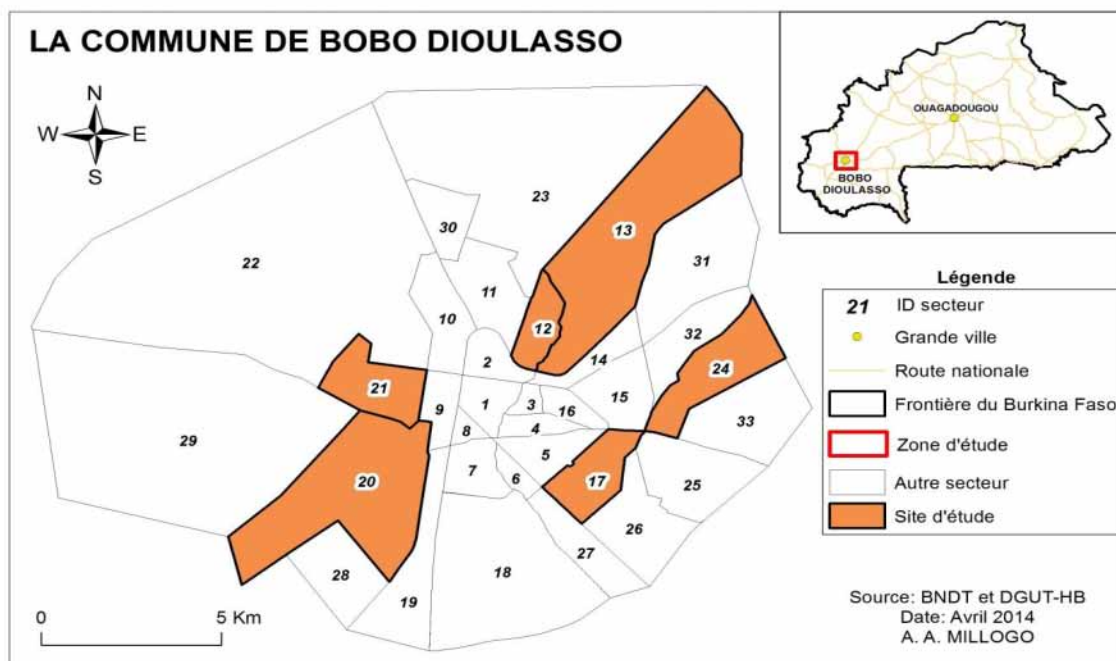 LA COMMUNE DE BOBO DIOULASSO
N
W E
S
OUAGADOUGOU
BOBO
DIOULASSO
23
13
30
22
31
11
10
12
32
2
14
24
21
9
1
3
16
15
33
29
8
4
7
5
6
17
20
25
26
27
28
18
19
0 5 Km
Légende
21 ID secteur
Grande ville
Route nationale
Frontière du Burkina Faso
Zone d'étude
Autre secteur
Site d'étude
Source: BNDT et DGUT-HB
Date: Avril 2014
A. A. MILLOGO